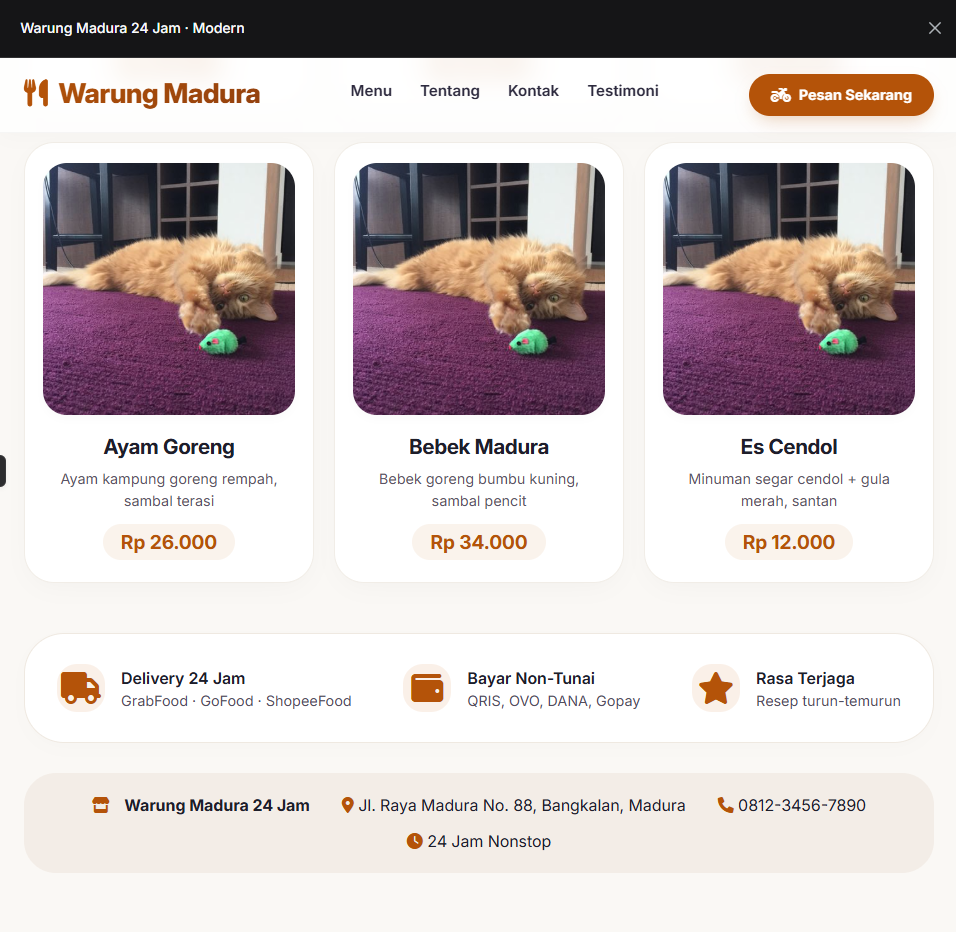 Warung Madura 24 Jam · Modern
Warung Madura
Menu
Tentang
Kontak
Testimoni
Pesan Sekarang
Ayam Goreng
Ayam kampung goreng rempah,
sambal terasi
Rp 26.000
Bebek Madura
Bebek goreng bumbu kuning,
sambal pencit
Rp 34.000
Es Cendol
Minuman segar cendol + gula
merah, santan
Rp 12.000
Delivery 24 Jam
GrabFood · GoFood · ShopeeFood
Bayar Non-Tunai
QRIS, OVO, DANA, Gopay
Rasa Terjaga
Resep turun-temurun
Warung Madura 24 Jam
Jl. Raya Madura No. 88, Bangkalan, Madura
0812-3456-7890
24 Jam Nonstop